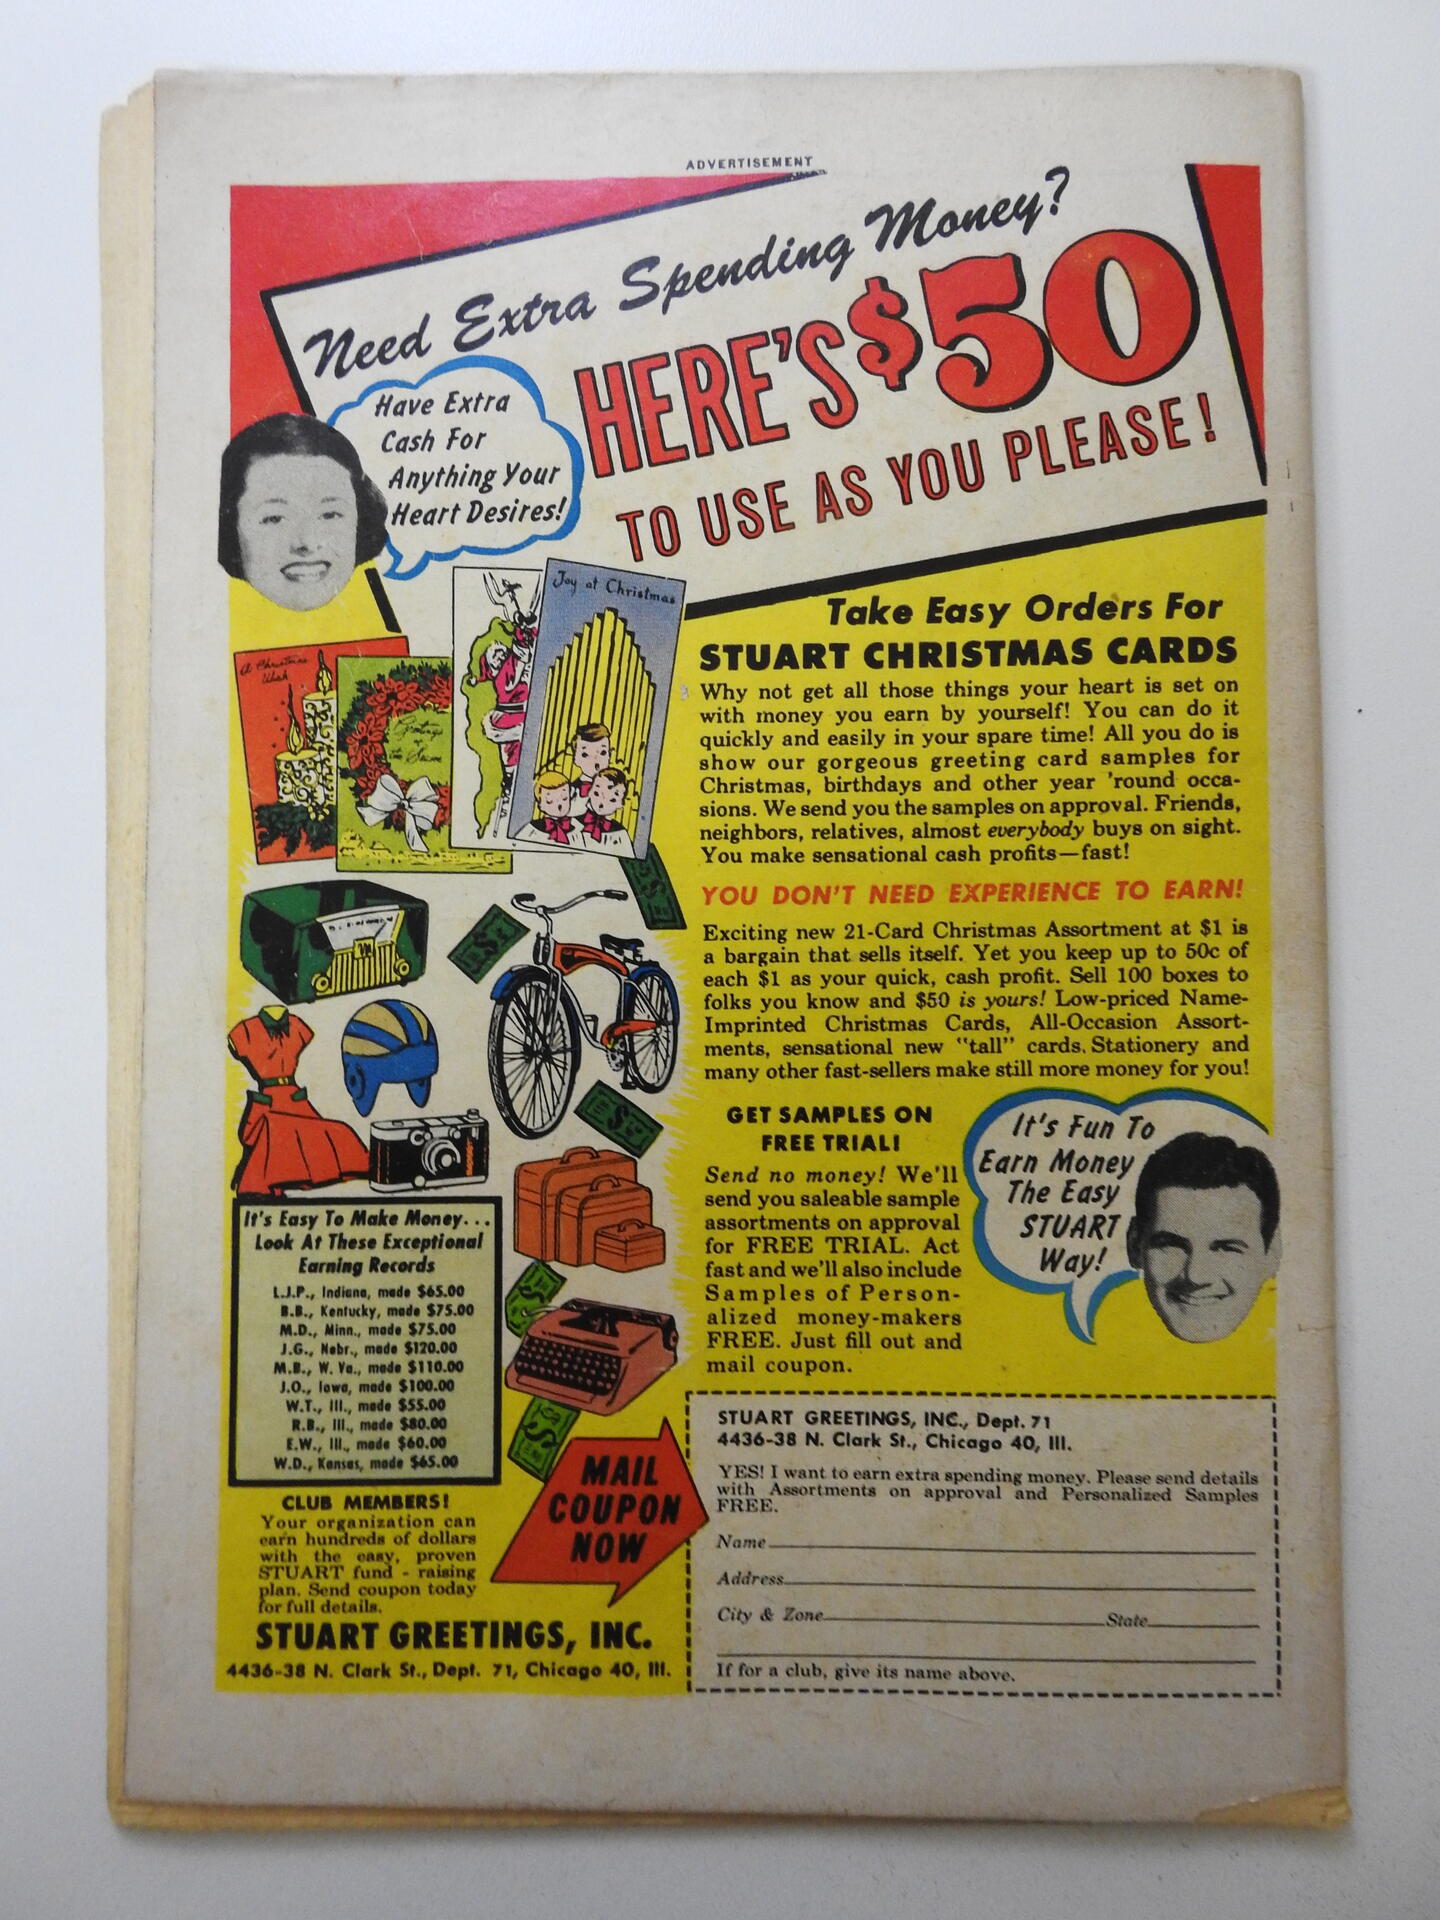 ADVERTISEMENT
Need Extra Spending Money?
HERE'S $50
TO USE AS YOU PLEASE!
Have Extra
Cash For
Anything Your
Heart Desires!
Joy at Christmas
A Christmas
Wish
Take Easy Orders For
STUART CHRISTMAS CARDS
Why not get all those things your heart is set on
with money you earn by yourself! You can do it
quickly and easily in your spare time! All you do is
show our gorgeous greeting card samples for
Christmas, birthdays and other year 'round occa-
sions. We send you the samples on approval. Friends,
neighbors, relatives, almost everybody buys on sight.
You make sensational cash profits—fast!
YOU DON'T NEED EXPERIENCE TO EARN!
Exciting new 21-Card Christmas Assortment at $1 is
a bargain that sells itself. Yet you keep up to 50c of
each $1 as your quick, cash profit. Sell 100 boxes to
folks you know and $50 is yours! Low-priced Name-
Imprinted Christmas Cards, All-Occasion Assort-
ments, sensational new "tall" cards. Stationery and
many other fast-sellers make still more money for you!
GET SAMPLES ON
FREE TRIAL!
Send no money! We'll
send you saleable sample
assortments on approval
for FREE TRIAL. Act
fast and we'll also include
Samples of Person-
alized money-makers
FREE. Just fill out and
mail coupon.
It's Fun To
Earn Money
The Easy
STUART
Way!
It's Easy To Make Money...
Look At These Exceptional
Earning Records
L.J.P., Indiana, made $65.00
B.B., Kentucky, made $75.00
M.D., Minn., made $75.00
J.G., Nebr., made $120.00
M.B., W. Va., made $110.00
J.O., Iowa, made $100.00
W.T., Ill., made $55.00
R.B., Ill., made $80.00
E.W., Ill., made $60.00
W.D., Kansas, made $65.00
CLUB MEMBERS!
Your organization can
earn hundreds of dollars
with the easy, proven
STUART fund - raising
plan. Send coupon today
for full details.
STUART GREETINGS, INC.
4436-38 N. Clark St., Dept. 71, Chicago 40, Ill.
MAIL
COUPON
NOW
STUART GREETINGS, INC., Dept. 71
4436-38 N. Clark St., Chicago 40, Ill.
YES! I want to earn extra spending money. Please send details
with Assortments on approval and Personalized Samples
FREE.
Name
Address
City & Zone State
If for a club, give its name above.